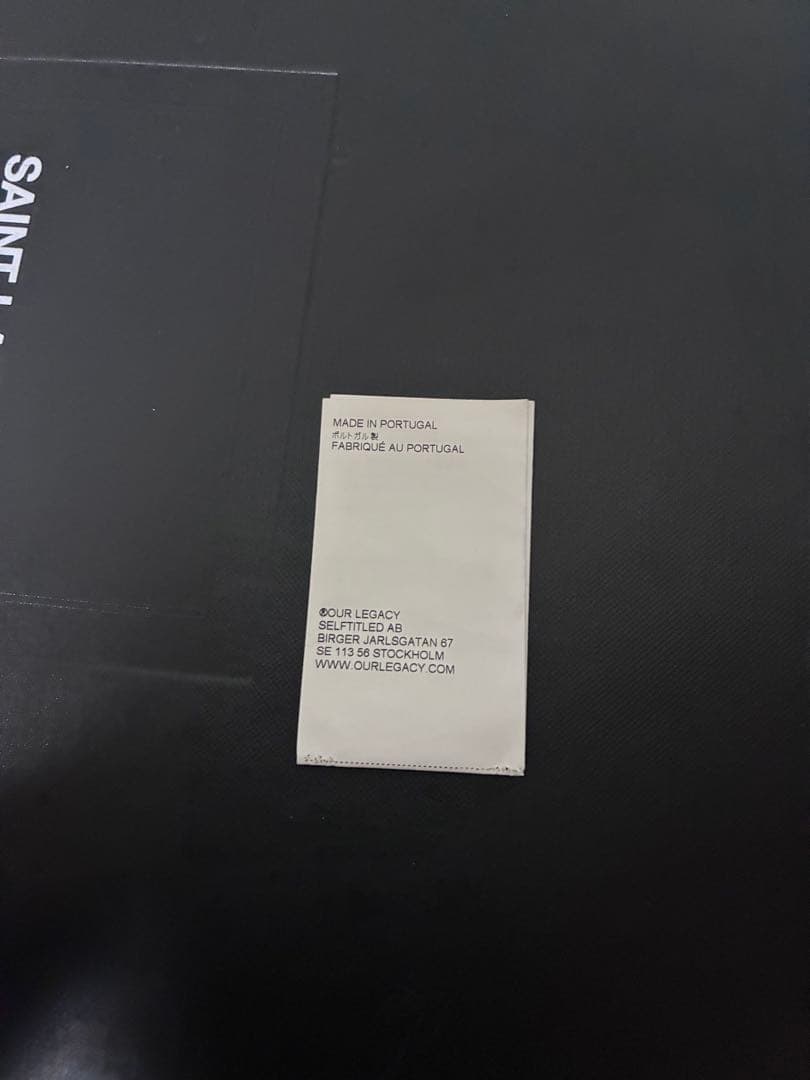 SAINT
MADE IN PORTUGAL
ポルトガル製
FABRIQUÉ AU PORTUGAL
®OUR LEGACY
SELFTITLED AB
BIRGER JARLSGATAN 67
SE 113 56 STOCKHOLM
WWW.OURLEGACY.COM